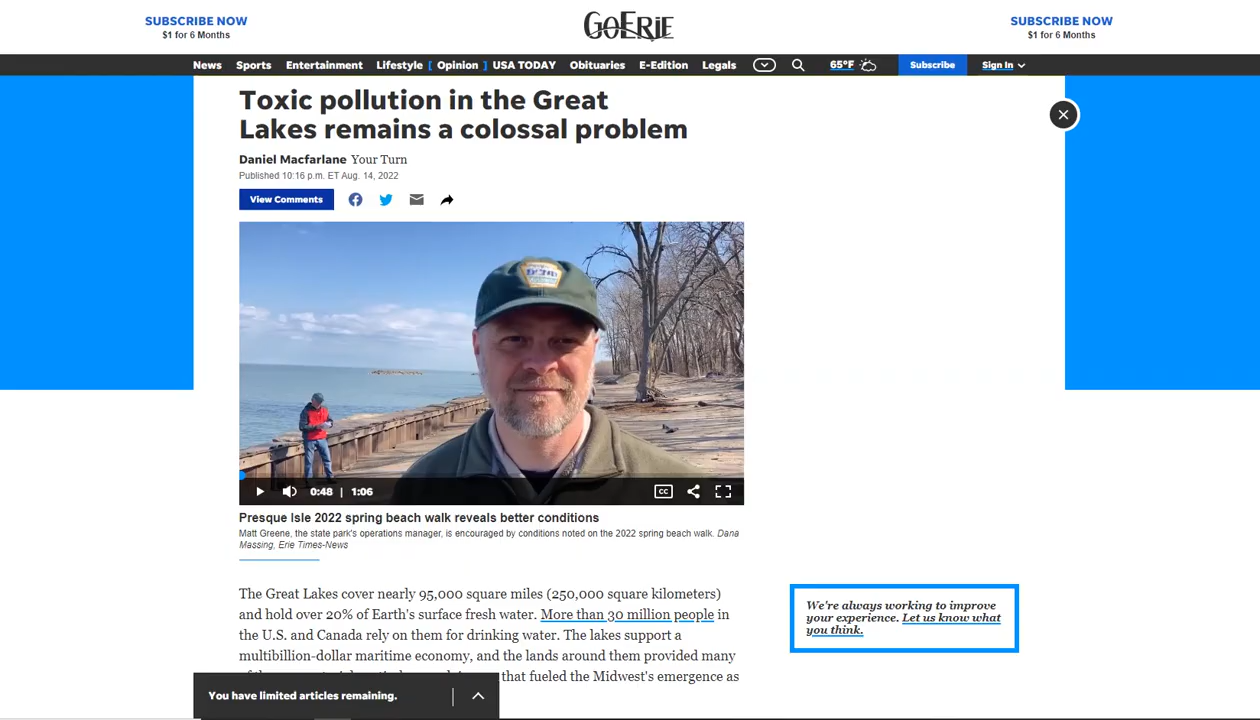 SUBSCRIBE NOW
$1 for 6 Months
GOERIE
SUBSCRIBE NOW
$1 for 6 Months
News Sports Entertainment Lifestyle [ Opinion ] USA TODAY Obituaries E-Edition Legals 65°F Subscribe Sign In
Toxic pollution in the Great
Lakes remains a colossal problem
Daniel Macfarlane Your Turn
Published 10:16 p.m. ET Aug. 14, 2022
View Comments
0:48 | 1:06 CC
Presque Isle 2022 spring beach walk reveals better conditions
Matt Greene, the state park's operations manager, is encouraged by conditions noted on the 2022 spring beach walk. Dana
Massing, Erie Times-News
The Great Lakes cover nearly 95,000 square miles (250,000 square kilometers)
and hold over 20% of Earth's surface fresh water. More than 30 million people in
the U.S. and Canada rely on them for drinking water. The lakes support a
multibillion-dollar maritime economy, and the lands around them provided many
that fueled the Midwest's emergence as
We're always working to improve
your experience. Let us know what
you think.
You have limited articles remaining.